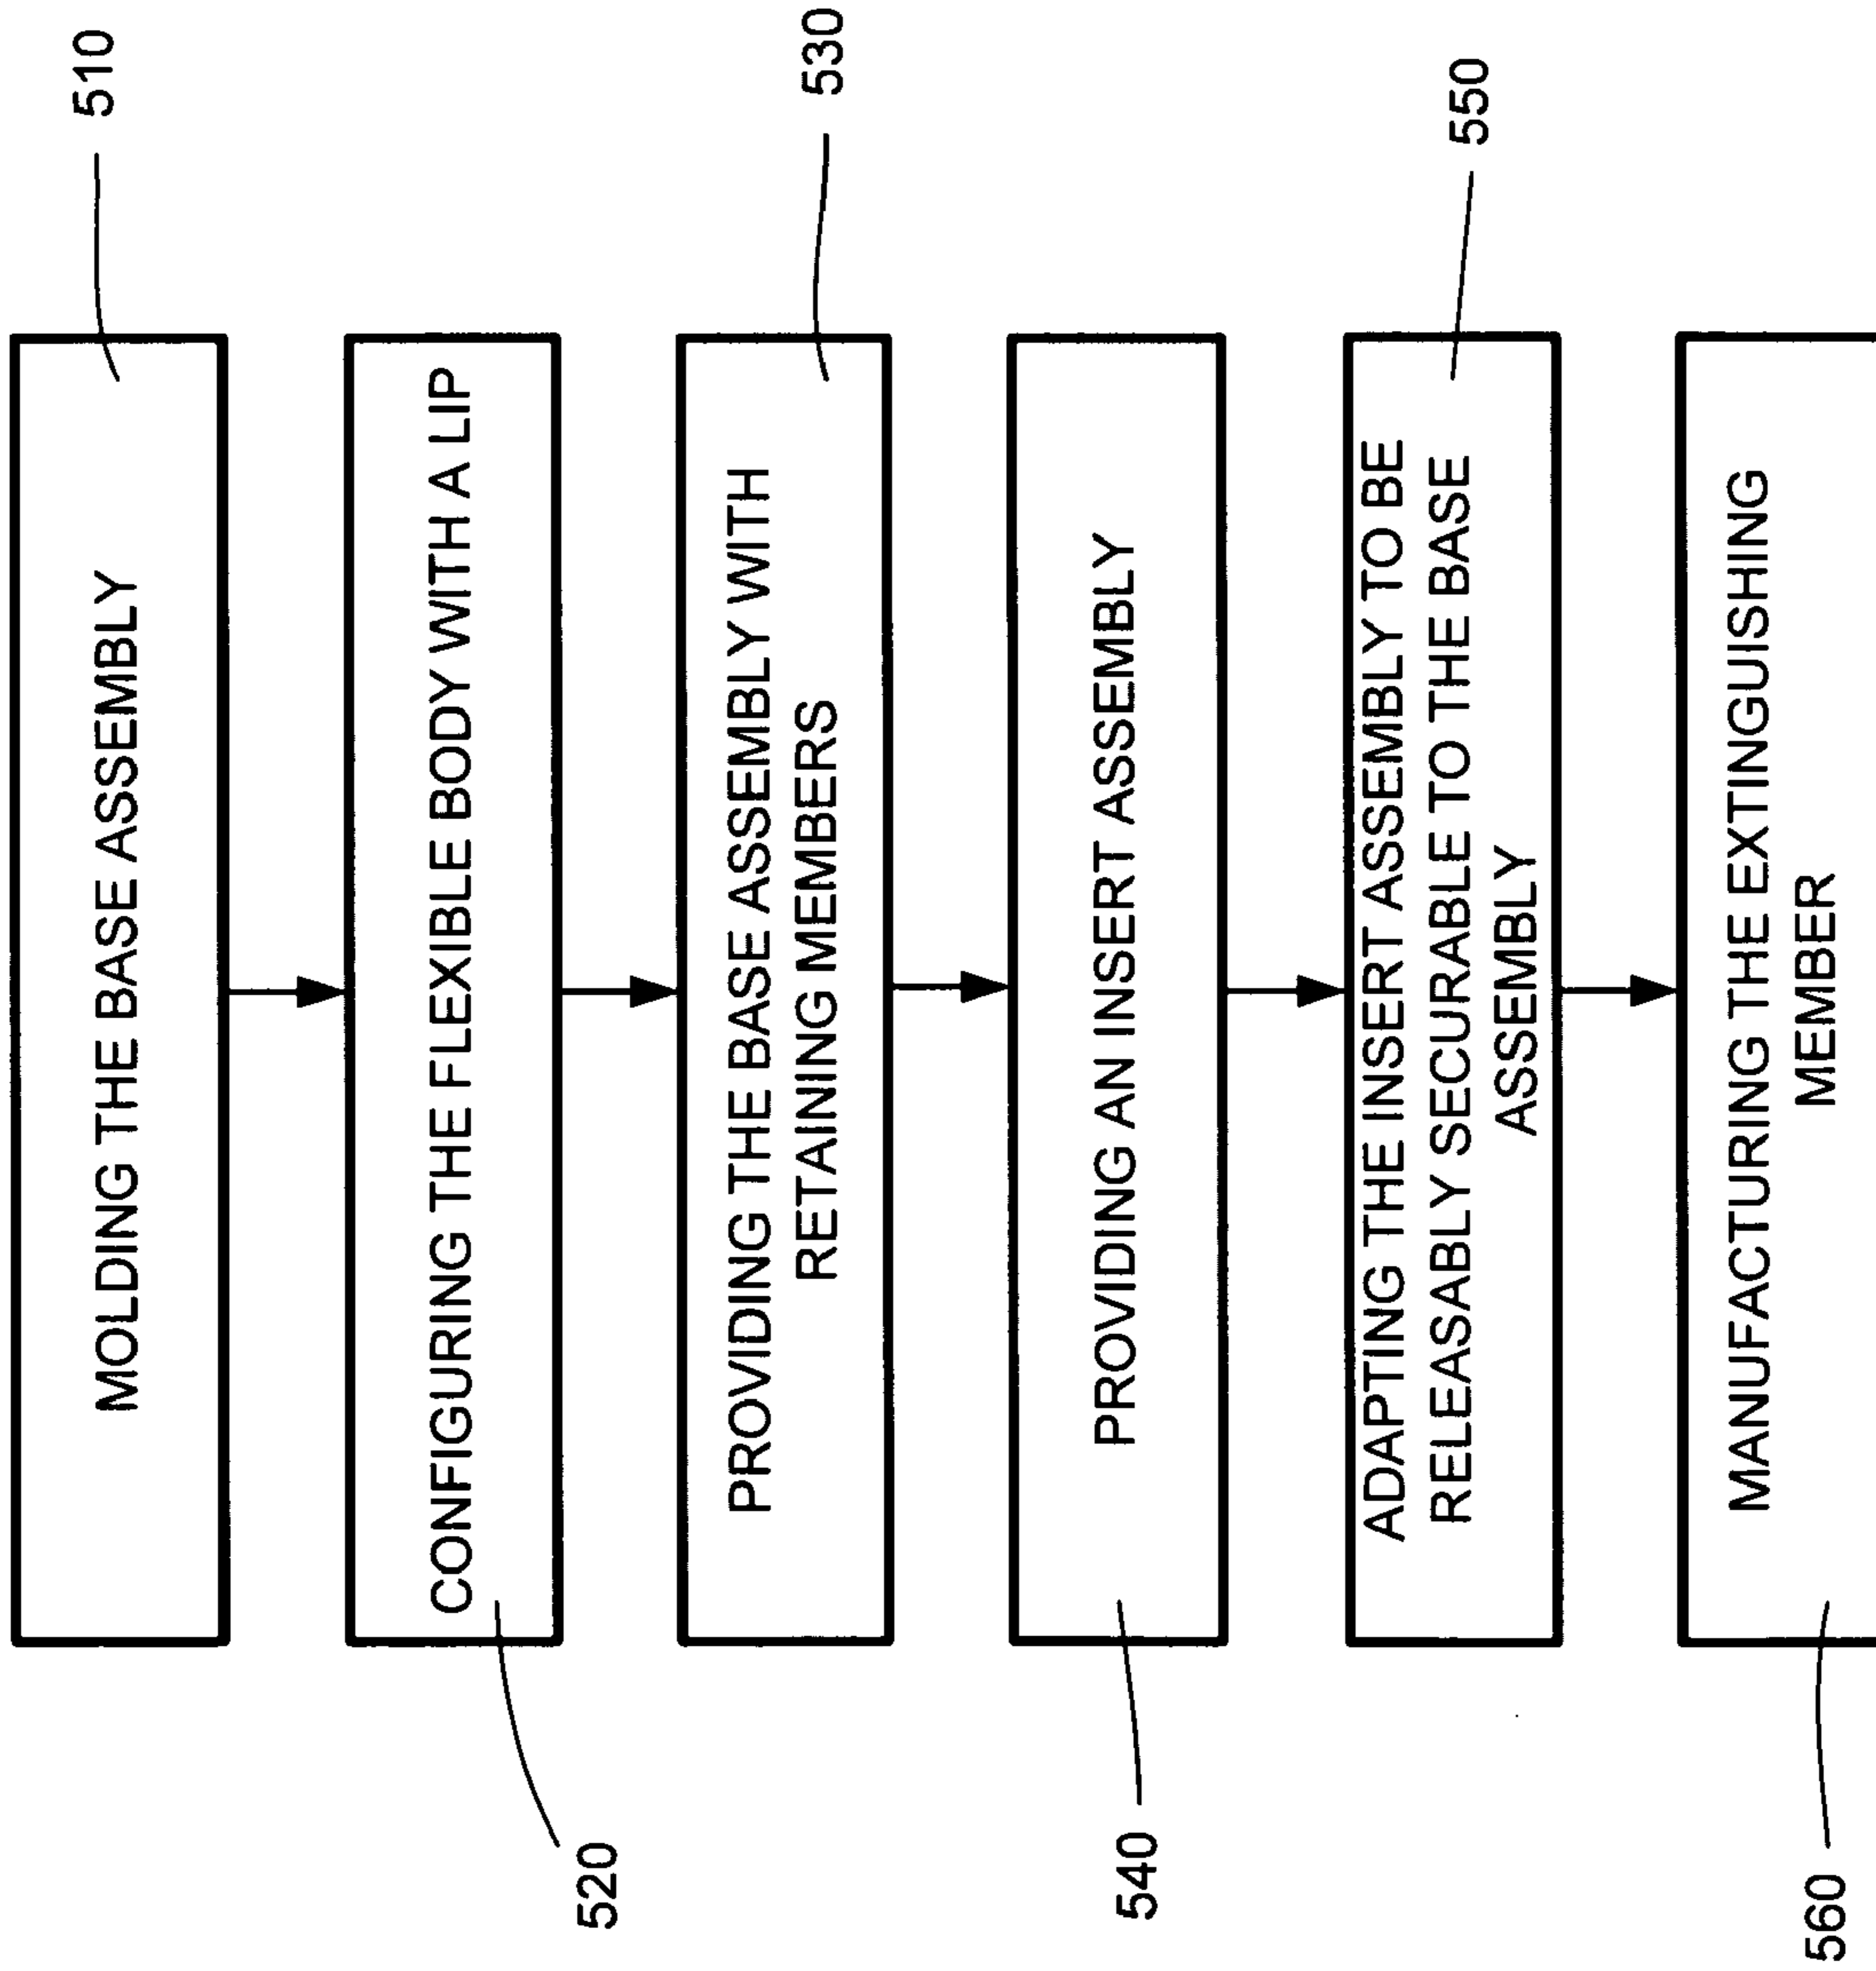 510
MOLDING THE BASE ASSEMBLY
CONFIGURING THE FLEXIBLE BODY WITH A LIP
520
PROVIDING THE BASE ASSEMBLY WITH
RETAINING MEMBERS
530
PROVIDING AN INSERT ASSEMBLY
540
ADAPTING THE INSERT ASSEMBLY TO BE
RELEASABLY SECURABLE TO THE BASE
ASSEMBLY
550
MANUFACTURING THE EXTINGUISHING
MEMBER
560